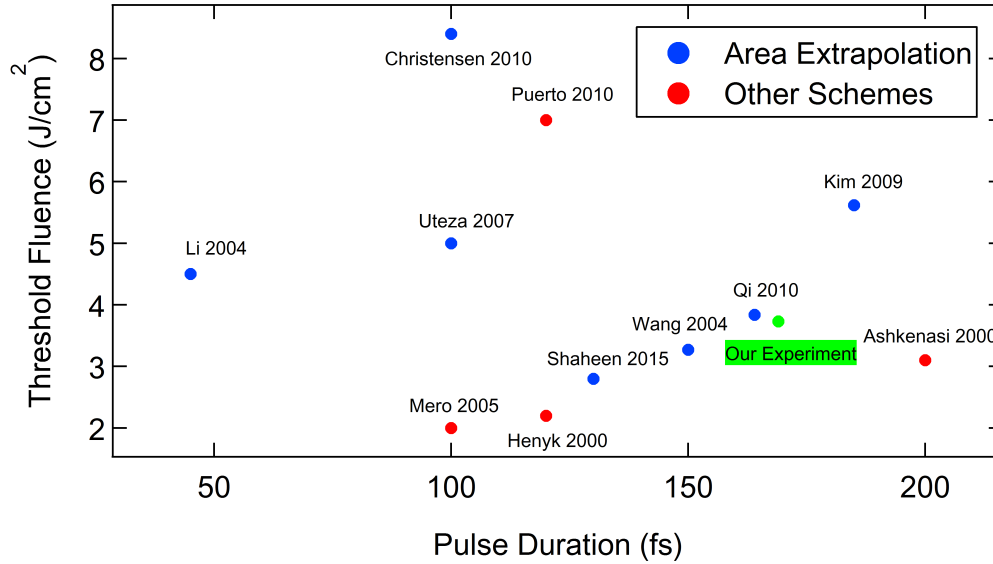 Threshold Fluence (J/cm²)
8
7
6
5
4
3
2
Area Extrapolation
Other Schemes
Christensen 2010
Puerto 2010
Kim 2009
Uteza 2007
Li 2004
Qi 2010
Wang 2004
Ashkenasi 2000
Our Experiment
Shaheen 2015
Mero 2005
Henyk 2000
50
100
150
200
Pulse Duration (fs)